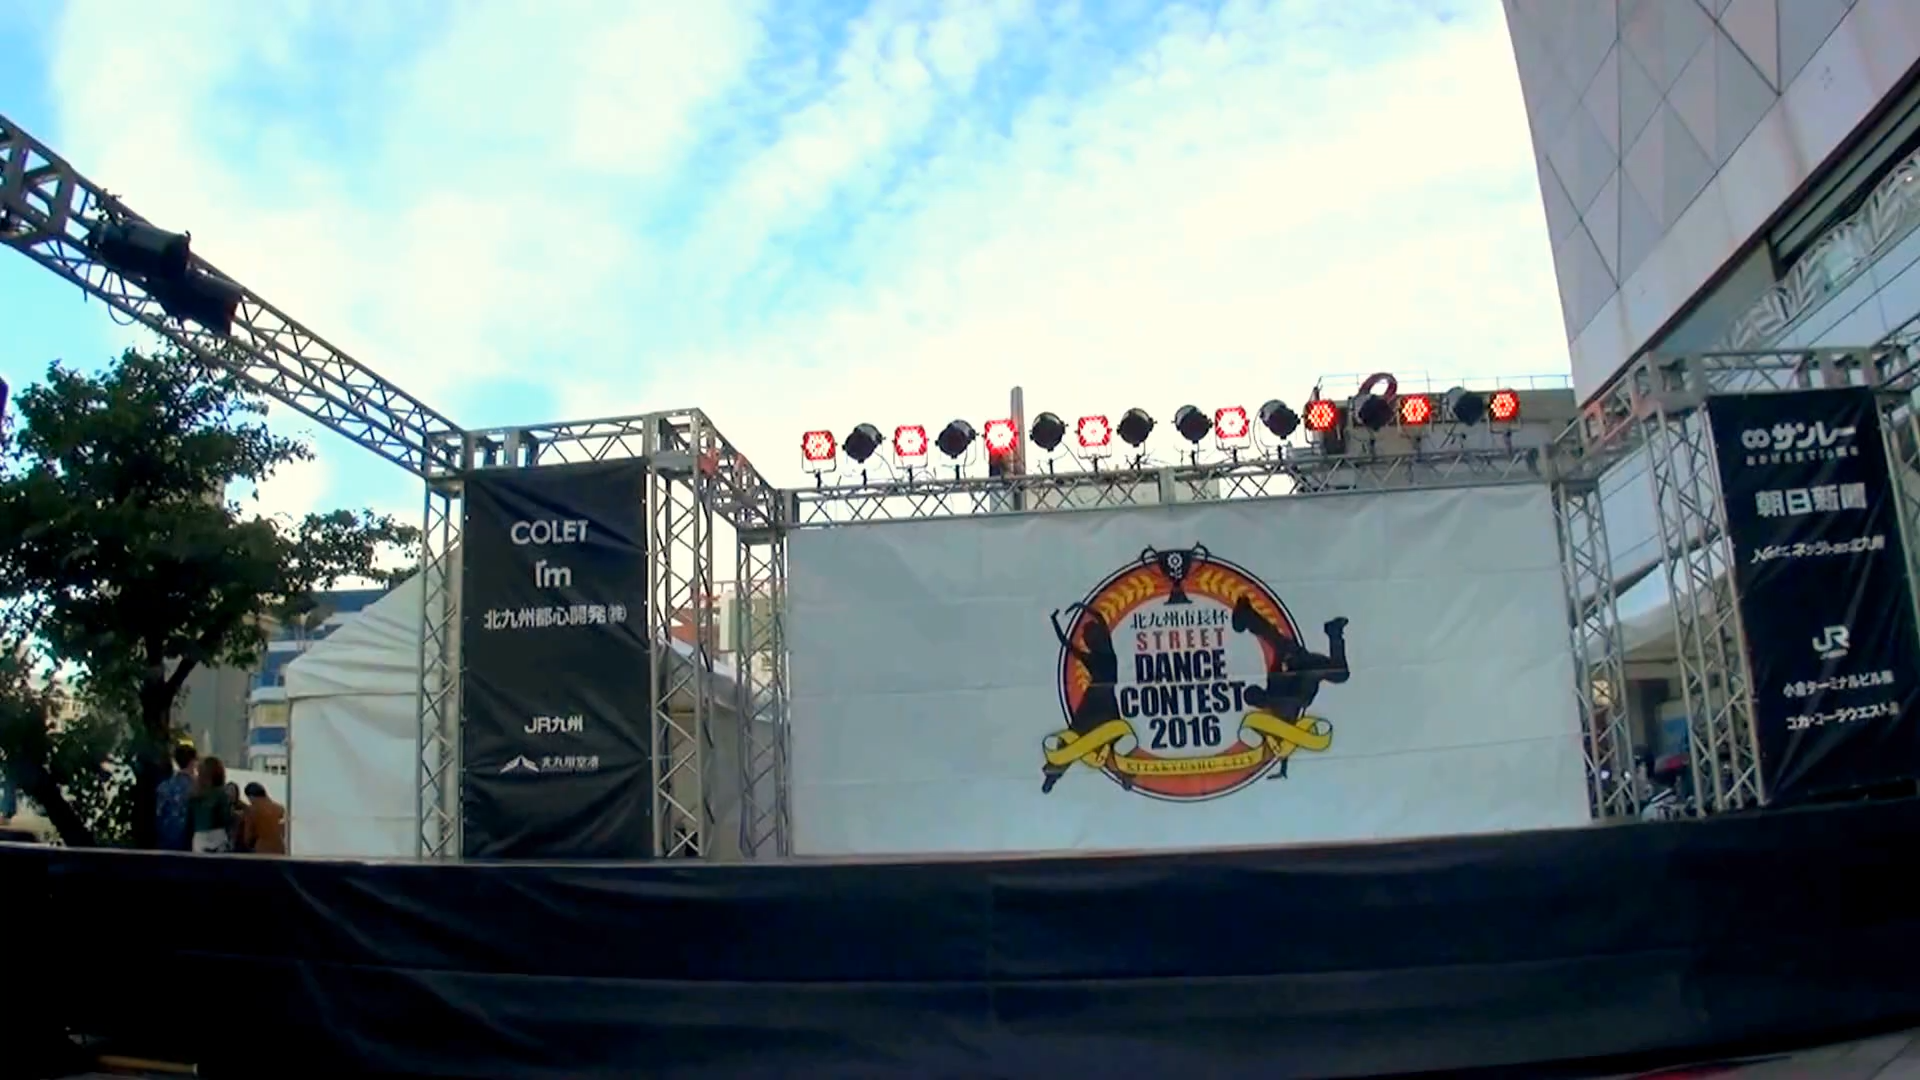 COLET
I'm
北九州都心開発㈱
JR九州
北九州空港
北九州市長杯
STREET
DANCE
CONTEST
2016
KITAKYUSHU CITY
サンレー
朝日新聞
JR
小倉ターミナルビル㈱
コカ・コーラウエスト㈱